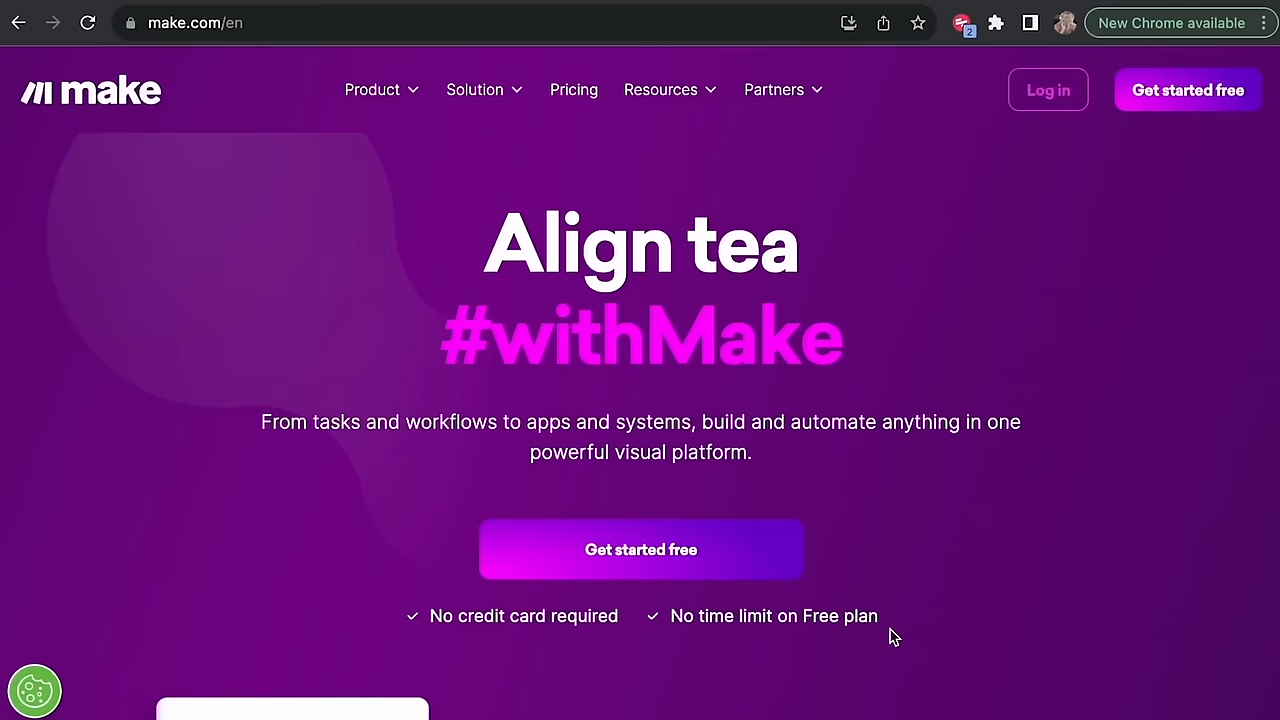 make.com/en
2
New Chrome available
make
Product
Solution
Pricing
Resources
Partners
Log in
Get started free
Align tea
#withMake
From tasks and workflows to apps and systems, build and automate anything in one
powerful visual platform.
Get started free
No credit card required
No time limit on Free plan